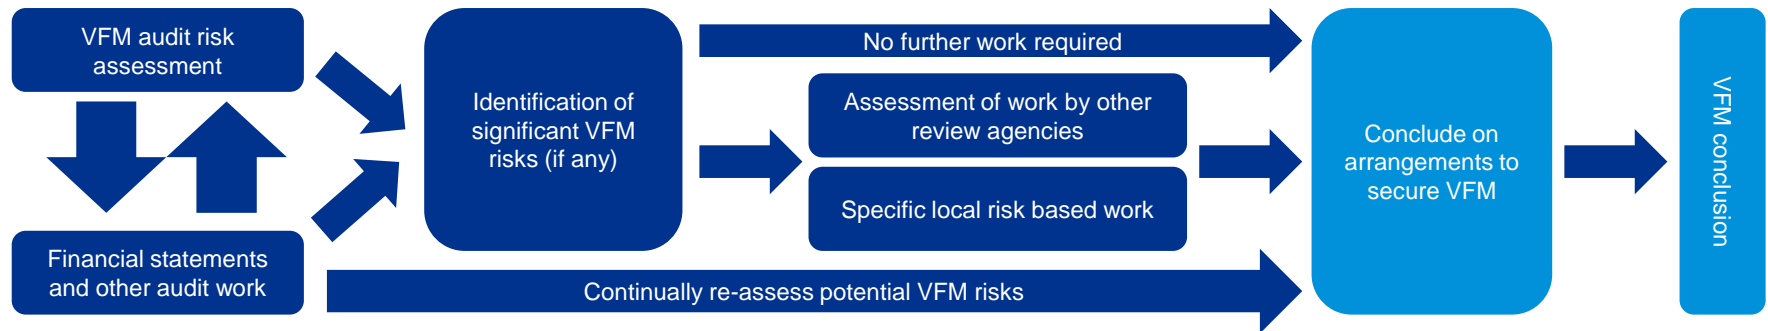 VFM audit risk
assessment
Financial statements
and other audit work
Identification of
significant VFM
risks (if any)
No further work required
Assessment of work by other
review agencies
Specific local risk based work
Continually re-assess potential VFM risks
Conclude on
arrangements to
secure VFM
VFM conclusion